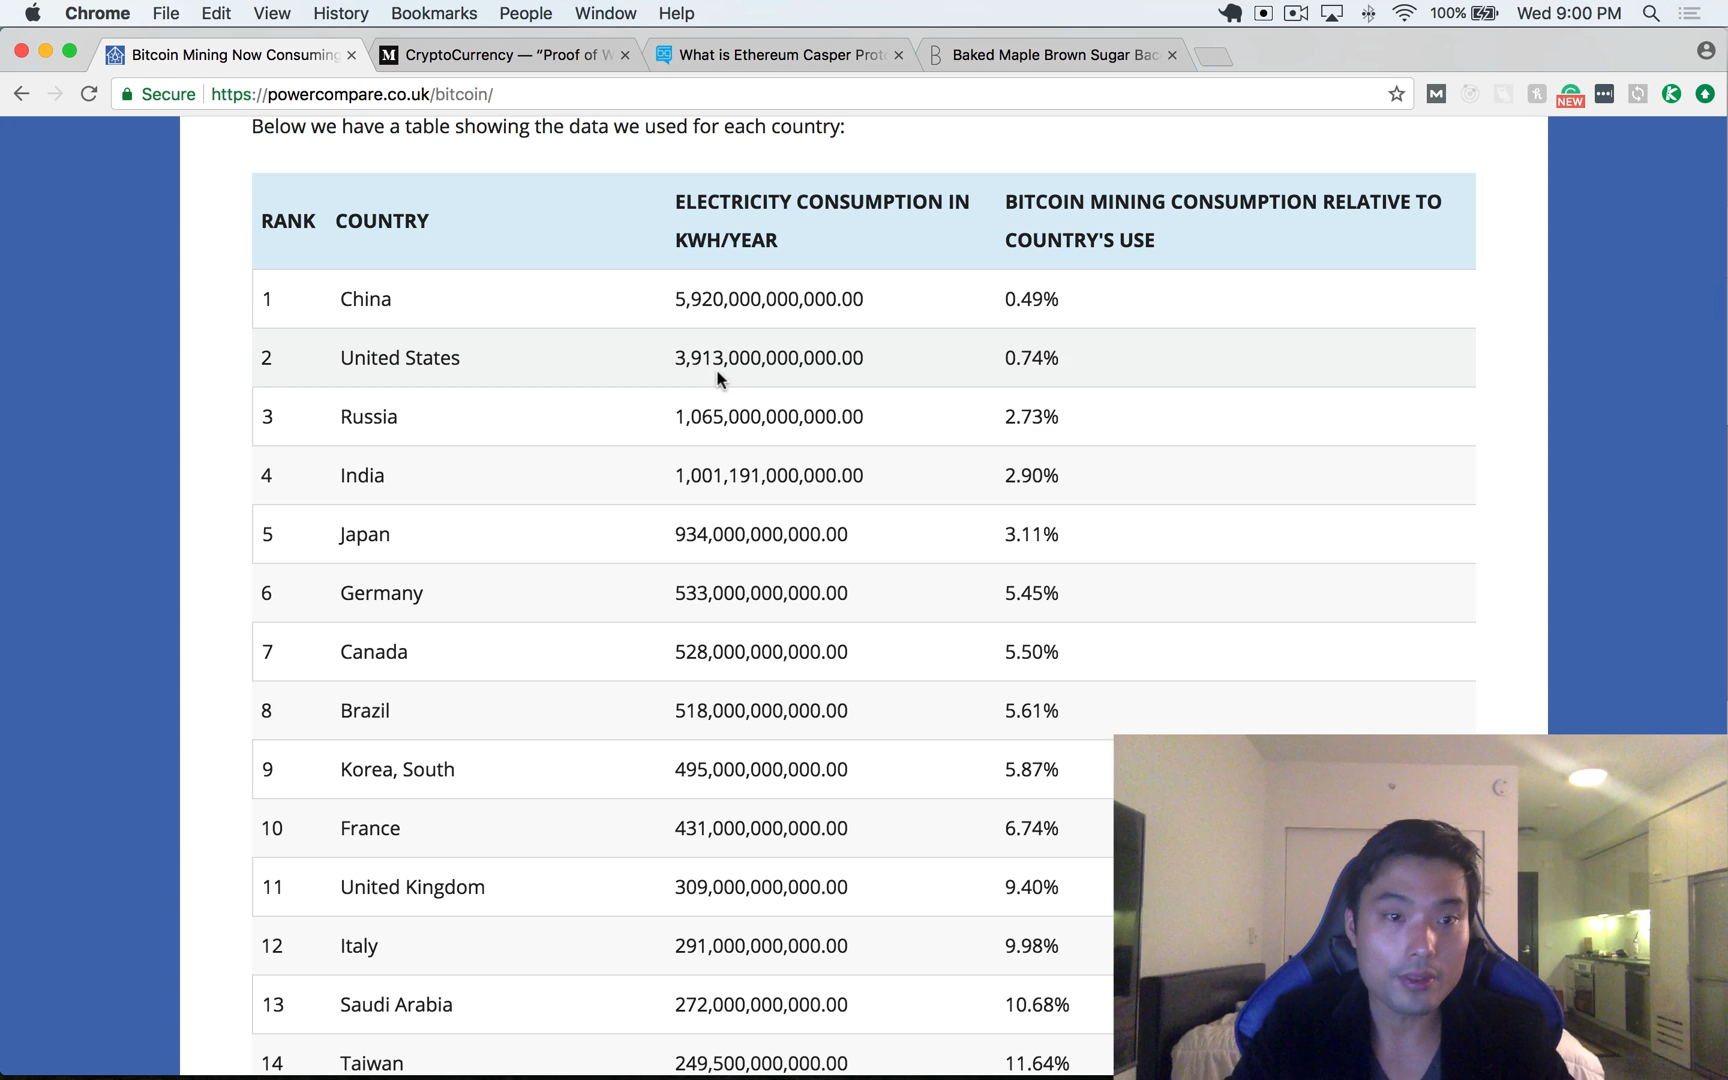 Chrome File Edit View History Bookmarks People Window Help 100% Wed 9:00 PM
Bitcoin Mining Now Consuming CryptoCurrency — “Proof of W What is Ethereum Casper Prote Baked Maple Brown Sugar Bac
Secure https://powercompare.co.uk/bitcoin/ NEW
Below we have a table showing the data we used for each country:
RANK COUNTRY ELECTRICITY CONSUMPTION IN KWH/YEAR BITCOIN MINING CONSUMPTION RELATIVE TO COUNTRY'S USE
1 China 5,920,000,000,000.00 0.49%
2 United States 3,913,000,000,000.00 0.74%
3 Russia 1,065,000,000,000.00 2.73%
4 India 1,001,191,000,000.00 2.90%
5 Japan 934,000,000,000.00 3.11%
6 Germany 533,000,000,000.00 5.45%
7 Canada 528,000,000,000.00 5.50%
8 Brazil 518,000,000,000.00 5.61%
9 Korea, South 495,000,000,000.00 5.87%
10 France 431,000,000,000.00 6.74%
11 United Kingdom 309,000,000,000.00 9.40%
12 Italy 291,000,000,000.00 9.98%
13 Saudi Arabia 272,000,000,000.00 10.68%
14 Taiwan 249,500,000,000.00 11.64%